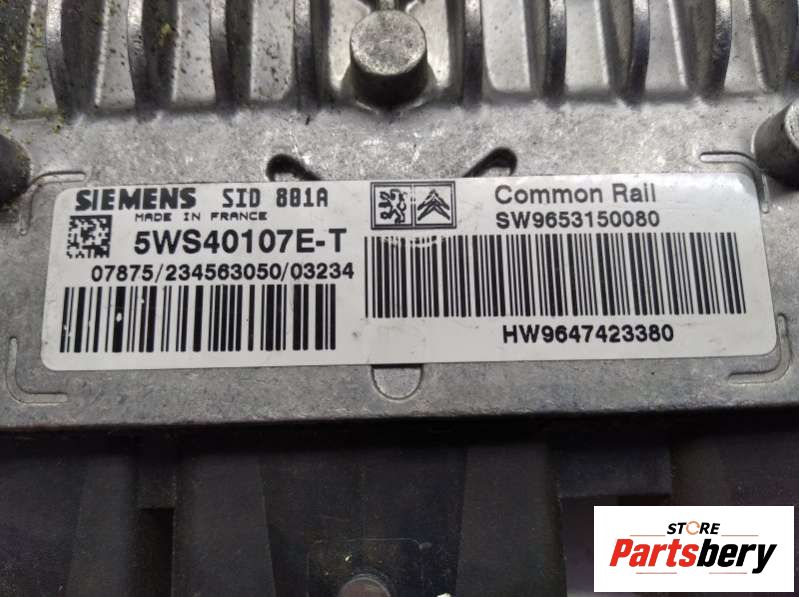 SIEMENS SID 801A
MADE IN FRANCE
5WS40107E-T
07875/234563050/03234
Common Rail
SW9653150080
HW9647423380
STORE
Partsbery